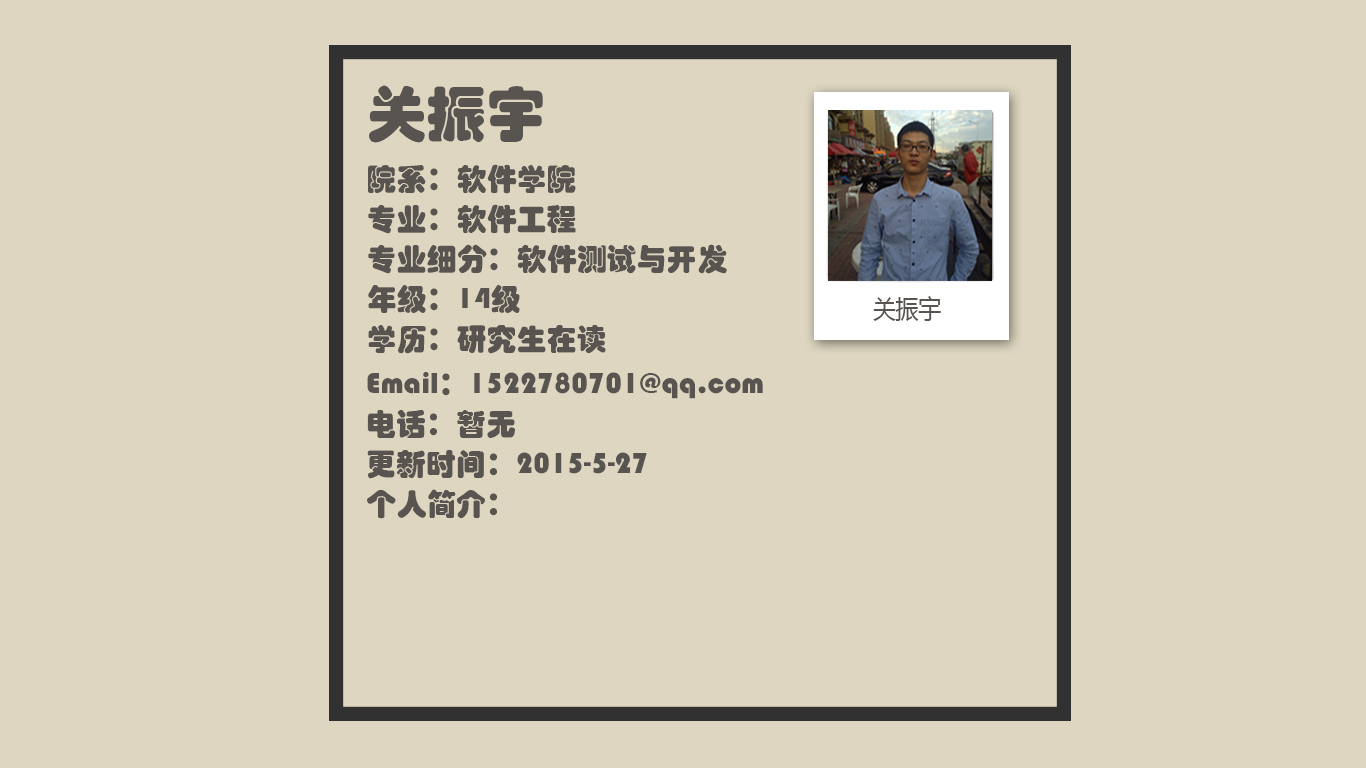 关振宇
院系：软件学院
专业：软件工程
专业细分：软件测试与开发
年级：14级
学历：研究生在读
Email：1522780701@qq.com
电话：暂无
更新时间：2015-5-27
个人简介：
关振宇